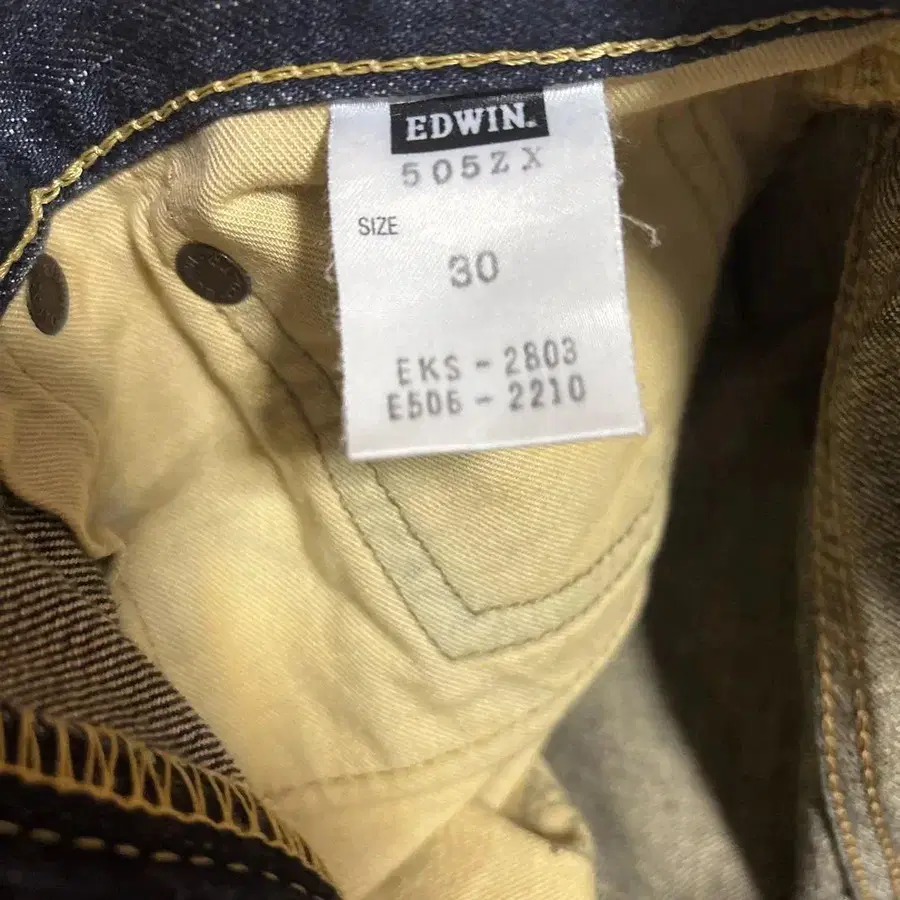 EDWIN.
505ZX
SIZE
30
EKS - 2803
E506 - 2210